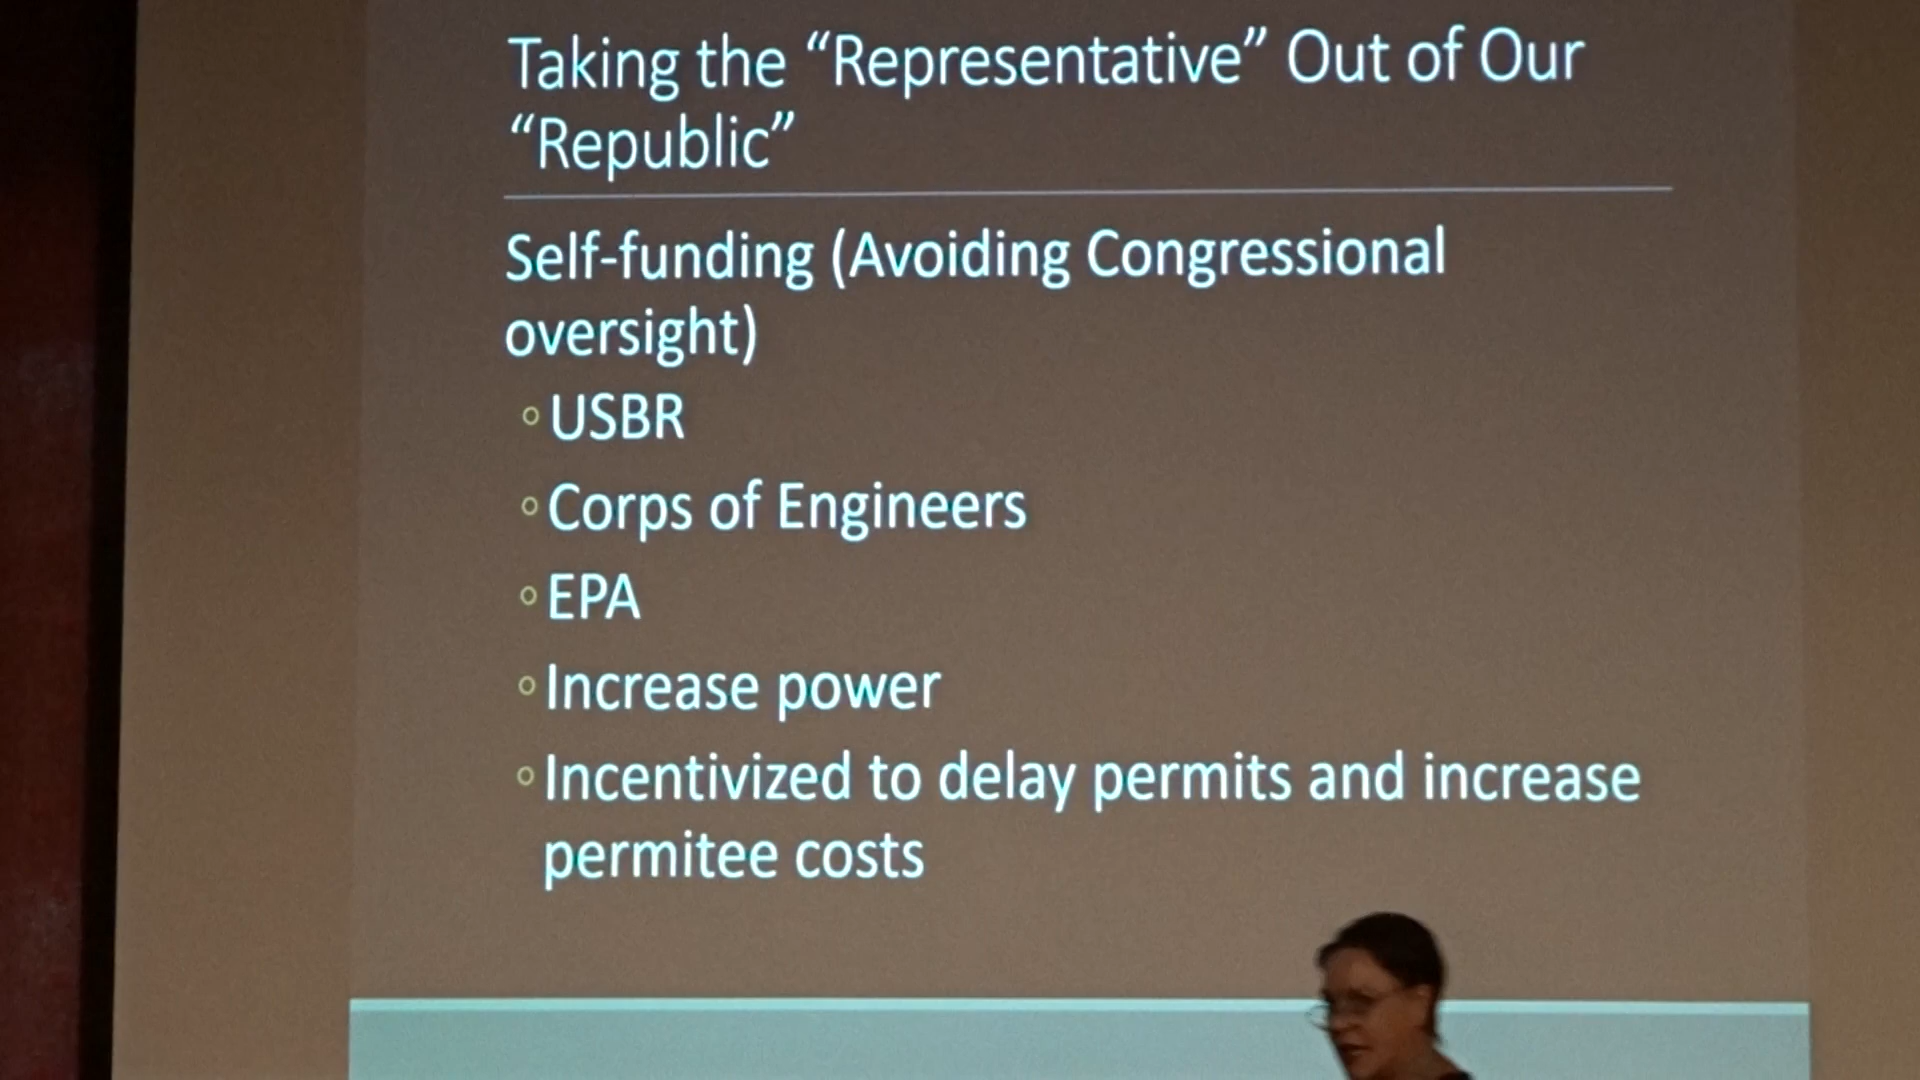 Taking the “Representative” Out of Our
“Republic”
Self-funding (Avoiding Congressional
oversight)
◦ USBR
◦ Corps of Engineers
◦ EPA
◦ Increase power
◦ Incentivized to delay permits and increase
permitee costs